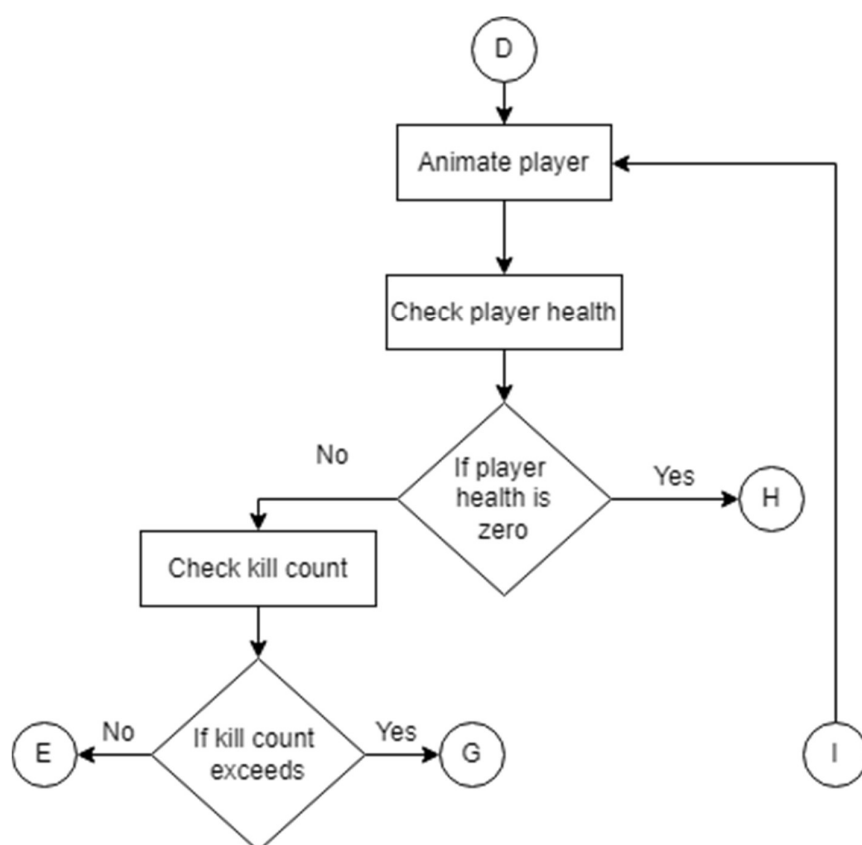 D
Animate player
Check player health
No
If player
health is
zero
Yes
H
Check kill count
E
No
If kill count
exceeds
Yes
G
I